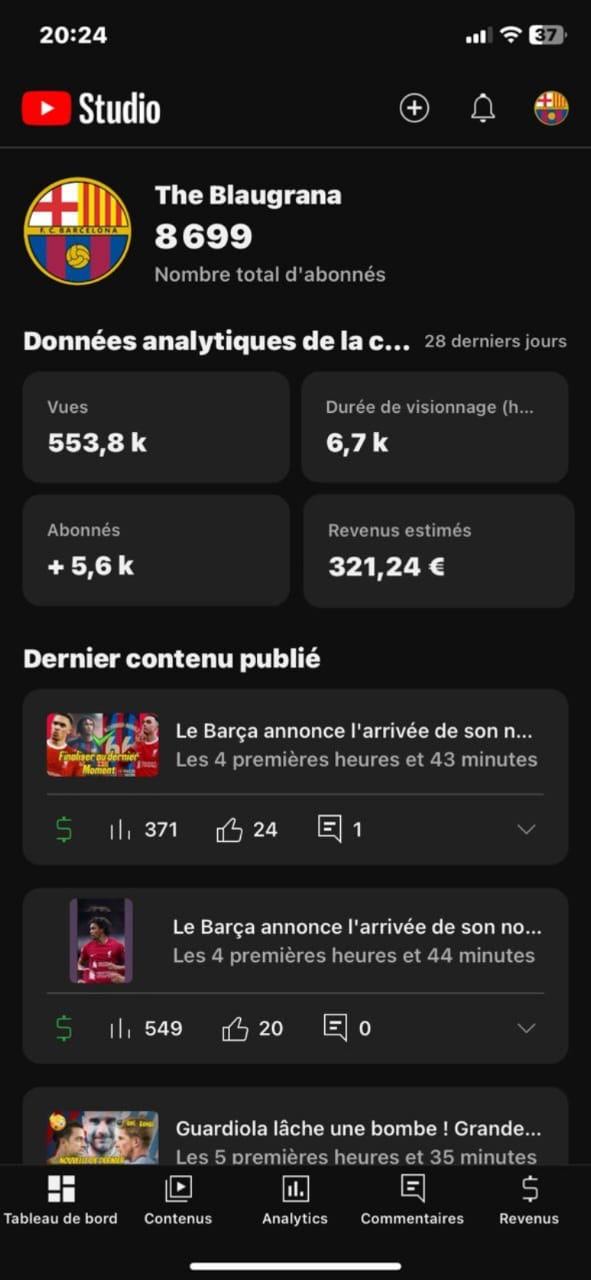 20:24
37
Studio
The Blaugrana
F.C. BARCELONA
8 699
Nombre total d'abonnés
Données analytiques de la c... 28 derniers jours
Vues
553,8 k
Durée de visionnage (h...
6,7 k
Abonnés
+ 5,6 k
Revenus estimés
321,24 €
Dernier contenu publié
Le Barça annonce l'arrivée de son n...
Les 4 premières heures et 43 minutes
Finaliser au dernier
Moment
66
371 24 1
Le Barça annonce l'arrivée de son no...
Les 4 premières heures et 44 minutes
549 20 0
Guardiola lâche une bombe ! Grande...
Les 5 premières heures et 35 minutes
NOUVELLE DE DERNIER
Tableau de bord Contenus Analytics Commentaires Revenus